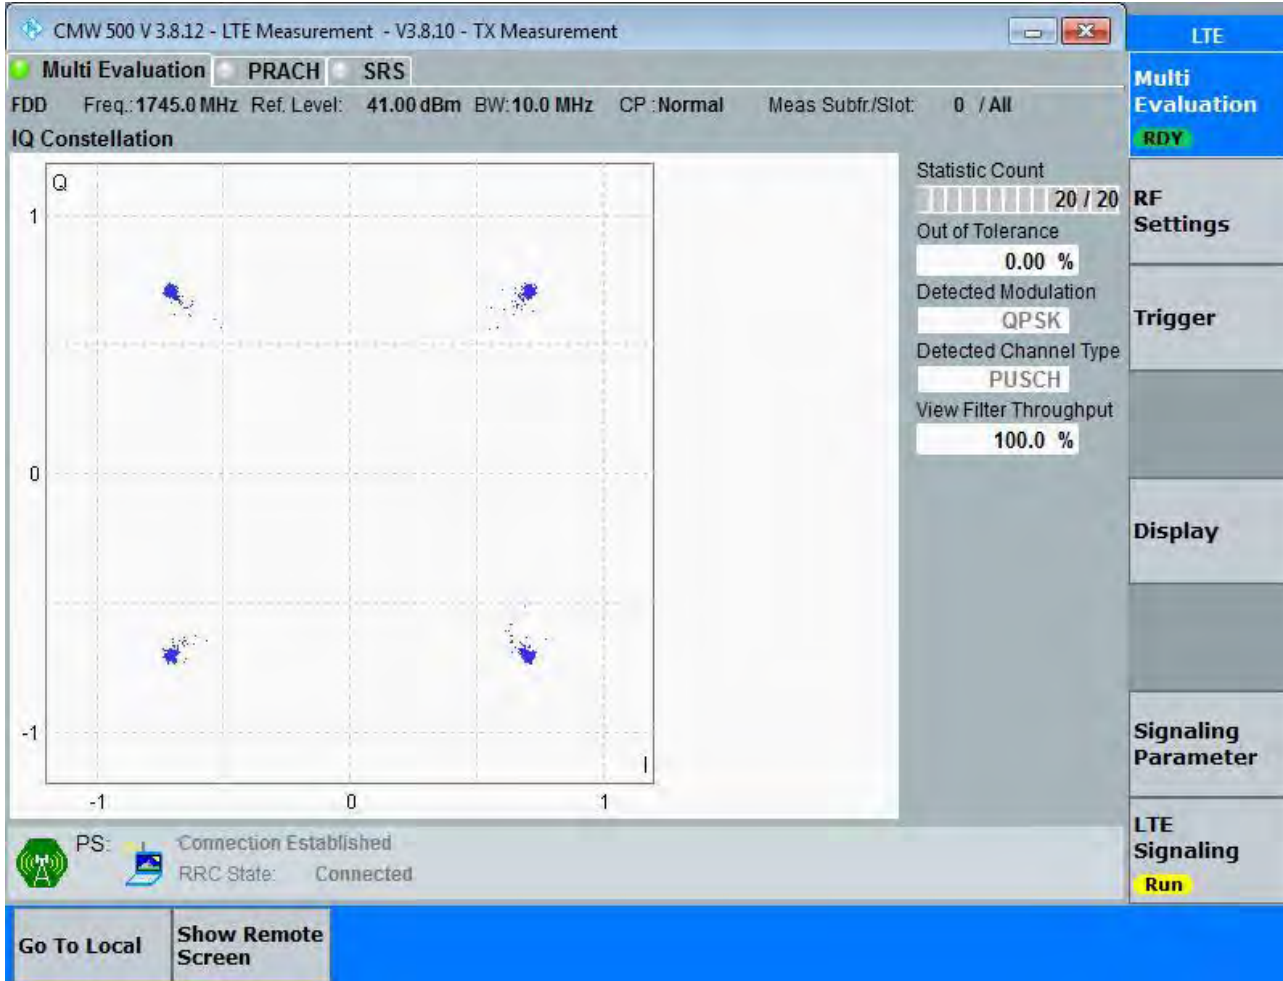 CMW 500 V 3.8.12 - LTE Measurement - V3.8.10 - TX Measurement
LTE
Multi Evaluation PRACH SRS
FDD Freq.: 1745.0 MHz Ref. Level: 41.00 dBm BW: 10.0 MHz CP : Normal Meas Subfr./Slot: 0 / All
IQ Constellation
Q
1
0
-1
I
-1 0 1
Statistic Count
20 / 20
Out of Tolerance
0.00 %
Detected Modulation
QPSK
Detected Channel Type
PUSCH
View Filter Throughput
100.0 %
Multi
Evaluation
RDY
RF
Settings
Trigger
Display
Signaling
Parameter
LTE
Signaling
Run
PS: Connection Established
RRC State: Connected
Go To Local
Show Remote
Screen